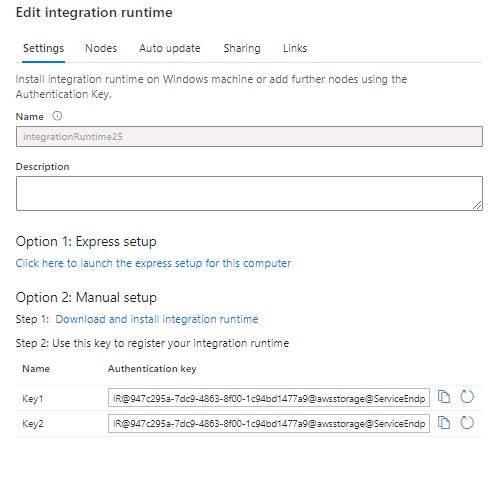 Edit integration runtime
Settings Nodes Auto update Sharing Links
Install integration runtime on Windows machine or add further nodes using the
Authentication Key.
Name
integrationRuntime25
Description
Option 1: Express setup
Click here to launch the express setup for this computer
Option 2: Manual setup
Step 1: Download and install integration runtime
Step 2: Use this key to register your integration runtime
Name Authentication key
Key1 IR@947c295a-7dc9-4863-8f00-1c94bd1477a9@awsstorage@ServiceEndp
Key2 IR@947c295a-7dc9-4863-8f00-1c94bd1477a9@awsstorage@ServiceEndp